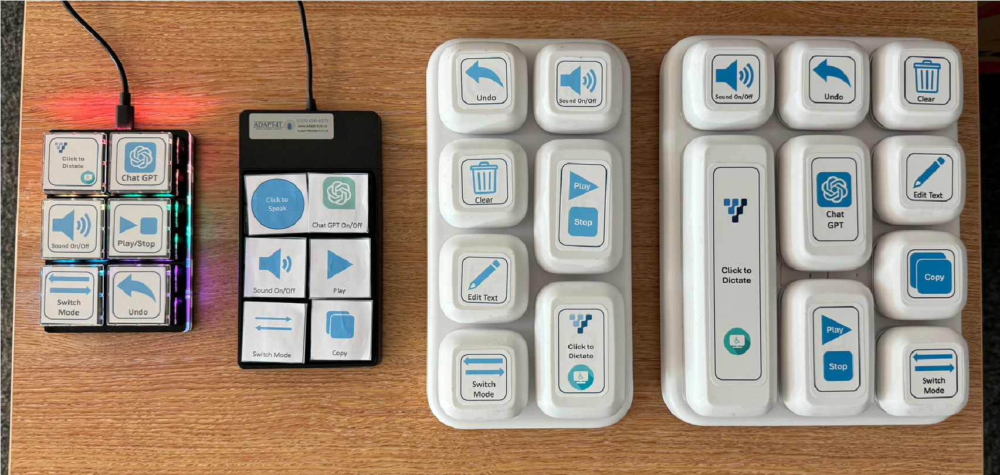 Click to
Dictate
Chat GPT
Sound On/Off
Play/Stop
Switch
Mode
Undo
ADAPT-IT
0330 056 4079
www.adapt-it.co.uk
support@adapt-it.co.uk
Click to
Speak
Chat GPT On/Off
Sound On/Off
Play
Switch Mode
Copy
Undo
Sound On/Off
Clear
Play
Stop
Edit Text
Click to
Dictate
Switch
Mode
Sound On/Off
Undo
Clear
Click to
Dictate
Chat
GPT
Edit Text
Copy
Play
Stop
Switch
Mode